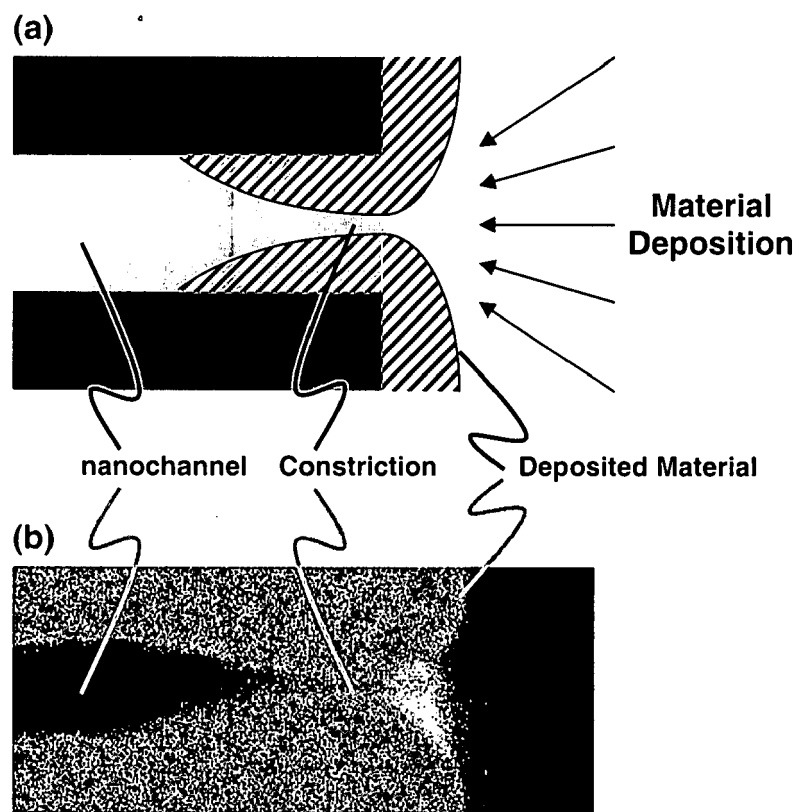 (a)
Material
Deposition
nanochannel Constriction Deposited Material
(b)